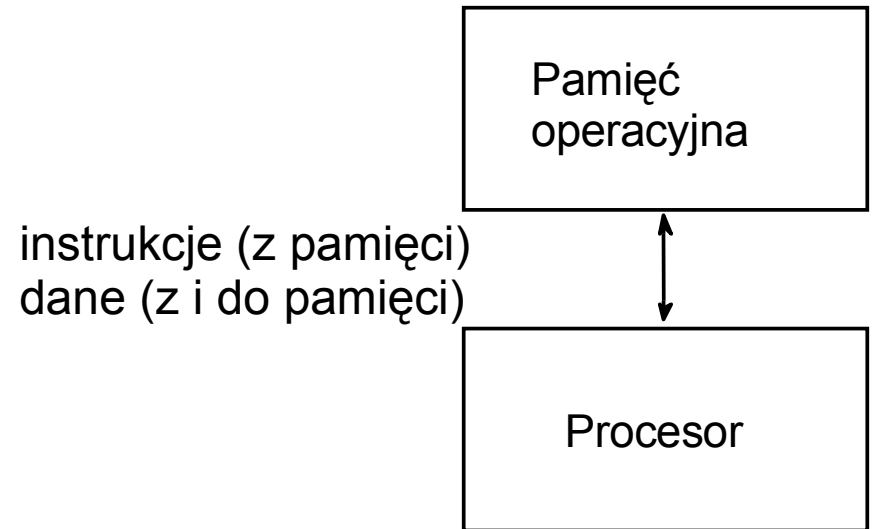 Pamięć
operacyjna
instrukcje (z pamięci)
dane (z i do pamięci)
Procesor